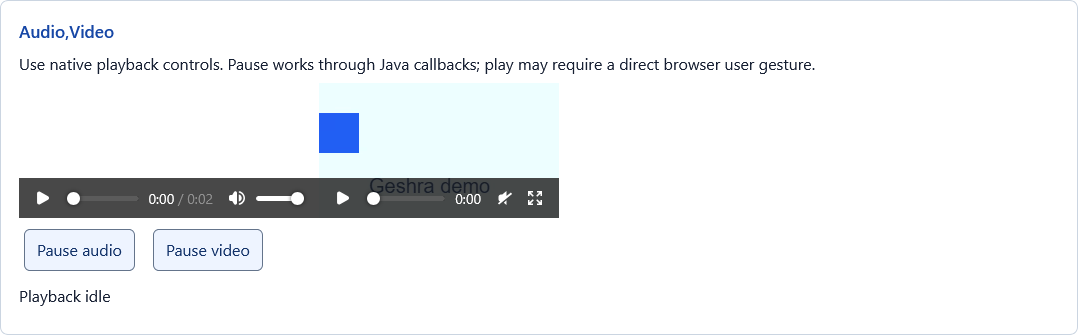 Audio,Video
Use native playback controls. Pause works through Java callbacks; play may require a direct browser user gesture.
Geshra demo
0:00 / 0:02 0:00
Pause audio Pause video
Playback idle